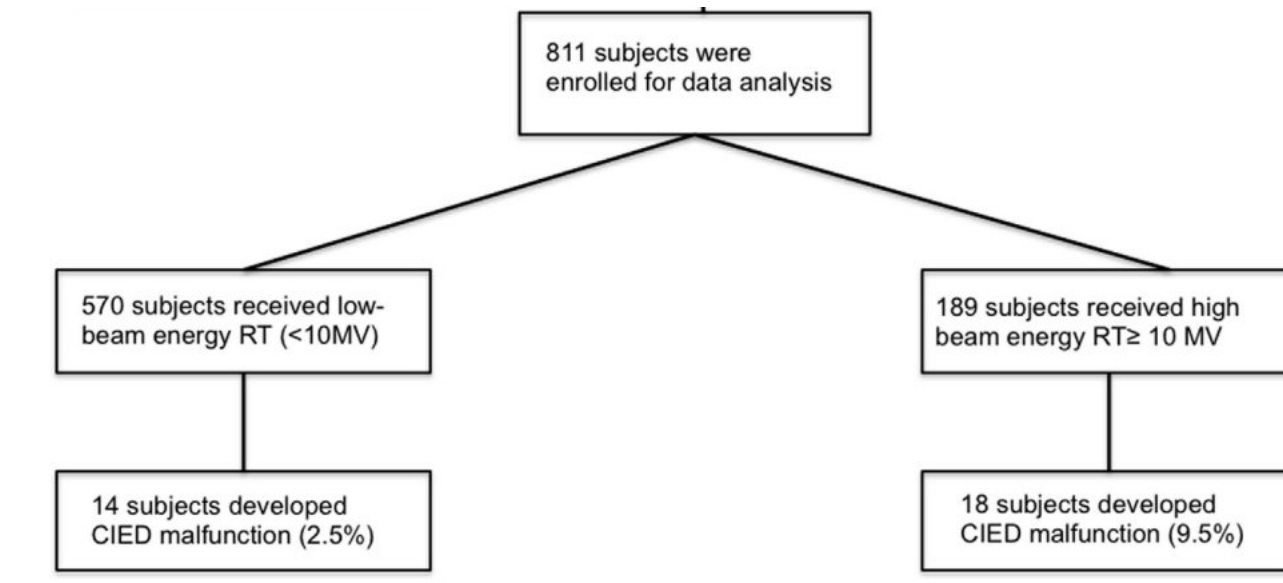 811 subjects were
enrolled for data analysis
570 subjects received low-
beam energy RT (<10MV)
189 subjects received high
beam energy RT≥ 10 MV
14 subjects developed
CIED malfunction (2.5%)
18 subjects developed
CIED malfunction (9.5%)